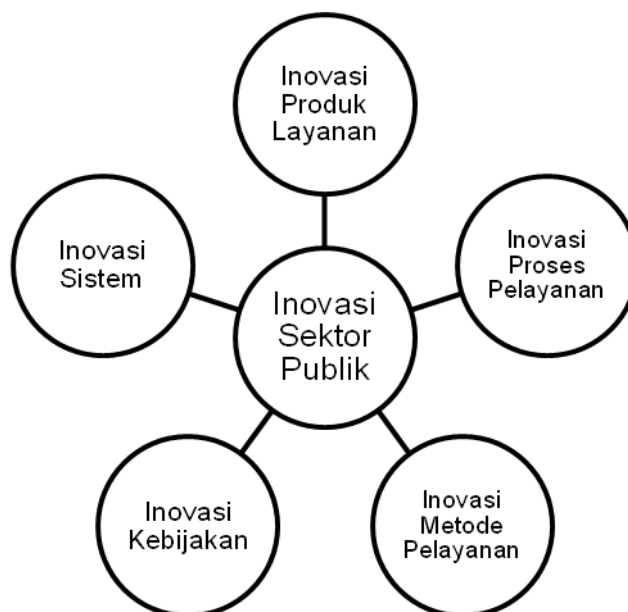 Inovasi
Produk
Layanan
Inovasi
Sistem
Inovasi
Proses
Pelayanan
Inovasi
Sektor
Publik
Inovasi
Kebijakan
Inovasi
Metode
Pelayanan